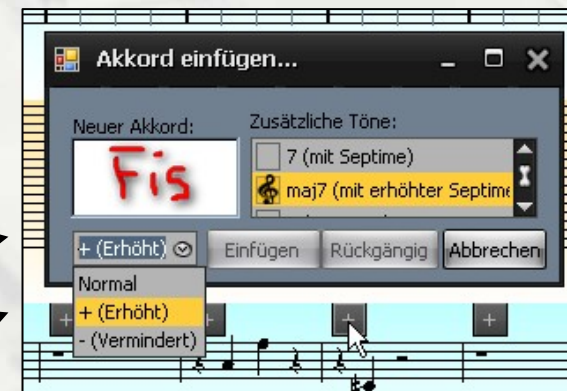 Akkord einfügen...
Neuer Akkord:
Zusätzliche Töne:
Fis
7 (mit Septime)
maj7 (mit erhöhter Septime
+ (Erhöht)
Einfügen
Rückgängig
Abbrechen
Normal
+ (Erhöht)
- (Vermindert)
+
+
+
+